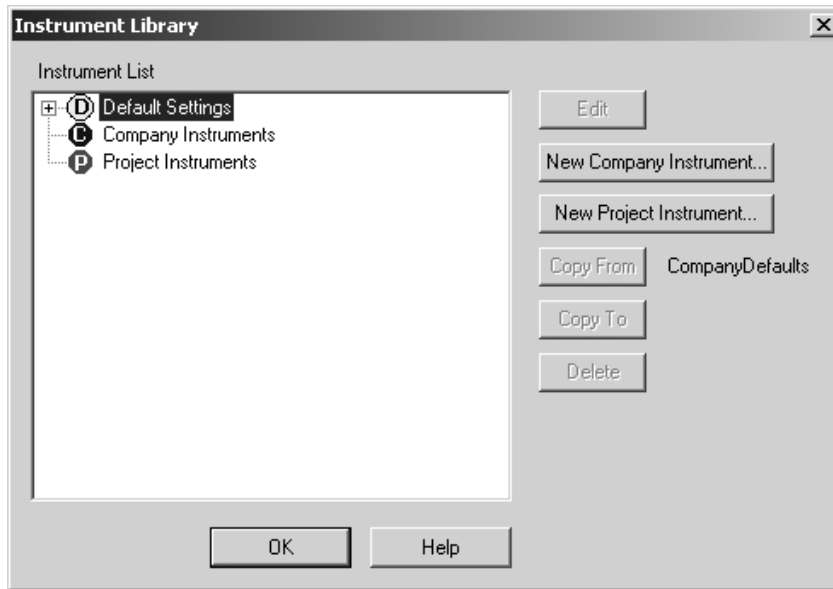 Instrument Library
Instrument List
D Default Settings
C Company Instruments
P Project Instruments
Edit
New Company Instrument...
New Project Instrument...
Copy From CompanyDefaults
Copy To
Delete
OK Help